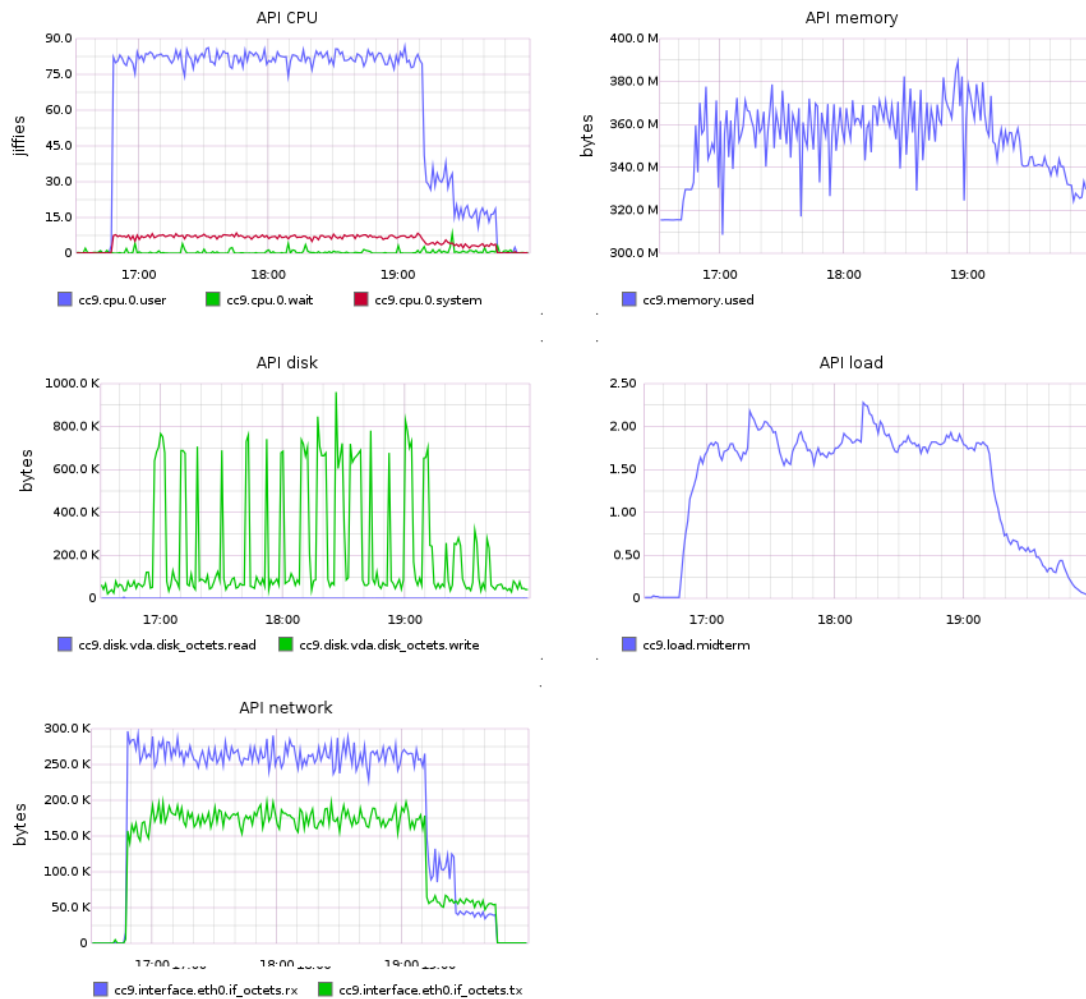 API CPU
90.0
75.0
60.0
45.0
30.0
15.0
0
jiffies
17:00 18:00 19:00
cc9.cpu.0.user cc9.cpu.0.wait cc9.cpu.0.system
API memory
400.0 M
380.0 M
360.0 M
340.0 M
320.0 M
300.0 M
bytes
17:00 18:00 19:00
cc9.memory.used
API disk
1000.0 K
800.0 K
600.0 K
400.0 K
200.0 K
0
bytes
17:00 18:00 19:00
cc9.disk.vda.disk_octets.read cc9.disk.vda.disk_octets.write
API load
2.50
2.00
1.50
1.00
0.50
0
17:00 18:00 19:00
cc9.load.midterm
API network
300.0 K
250.0 K
200.0 K
150.0 K
100.0 K
50.0 K
0
bytes
17:00 18:00 19:00
cc9.interface.eth0.if_octets.rx cc9.interface.eth0.if_octets.tx